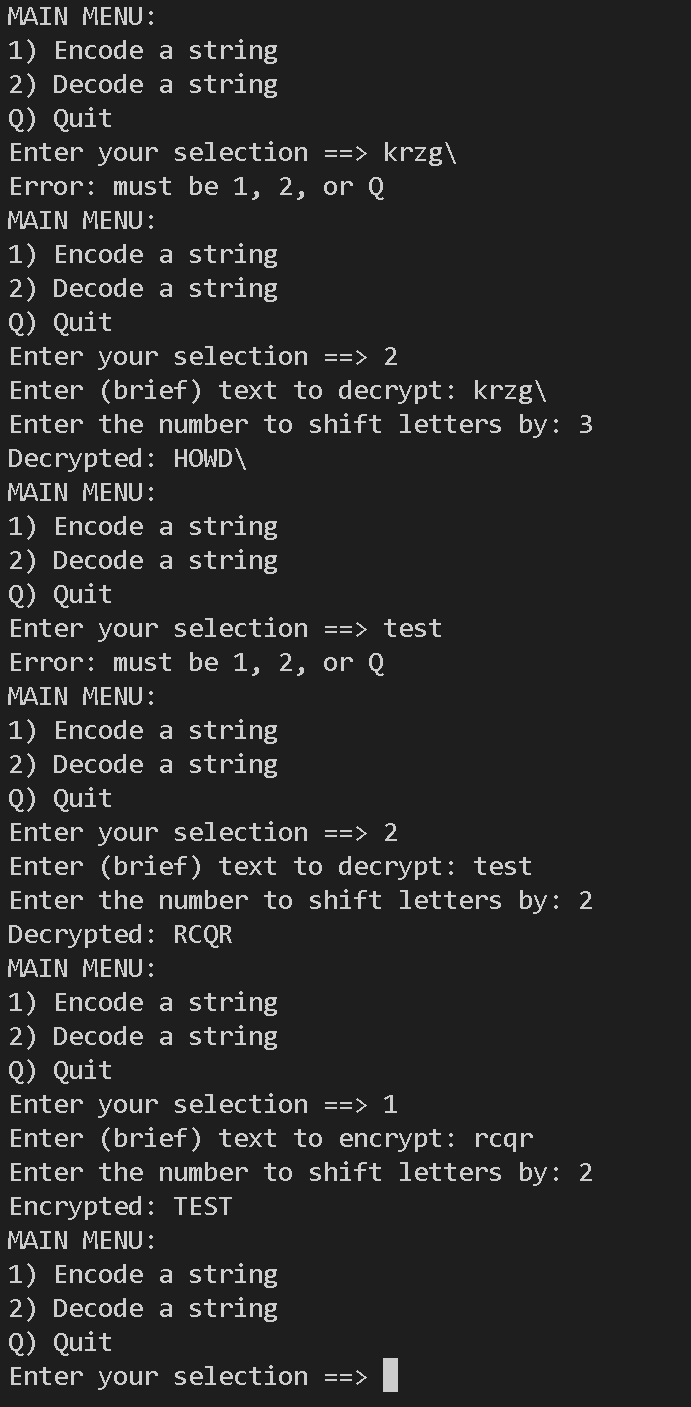 MAIN MENU:
1) Encode a string
2) Decode a string
Q) Quit
Enter your selection ==> krzg\
Error: must be 1, 2, or Q
MAIN MENU:
1) Encode a string
2) Decode a string
Q) Quit
Enter your selection ==> 2
Enter (brief) text to decrypt: krzg\
Enter the number to shift letters by: 3
Decrypted: HOWD\
MAIN MENU:
1) Encode a string
2) Decode a string
Q) Quit
Enter your selection ==> test
Error: must be 1, 2, or Q
MAIN MENU:
1) Encode a string
2) Decode a string
Q) Quit
Enter your selection ==> 2
Enter (brief) text to decrypt: test
Enter the number to shift letters by: 2
Decrypted: RCQR
MAIN MENU:
1) Encode a string
2) Decode a string
Q) Quit
Enter your selection ==> 1
Enter (brief) text to encrypt: rcqr
Enter the number to shift letters by: 2
Encrypted: TEST
MAIN MENU:
1) Encode a string
2) Decode a string
Q) Quit
Enter your selection ==>